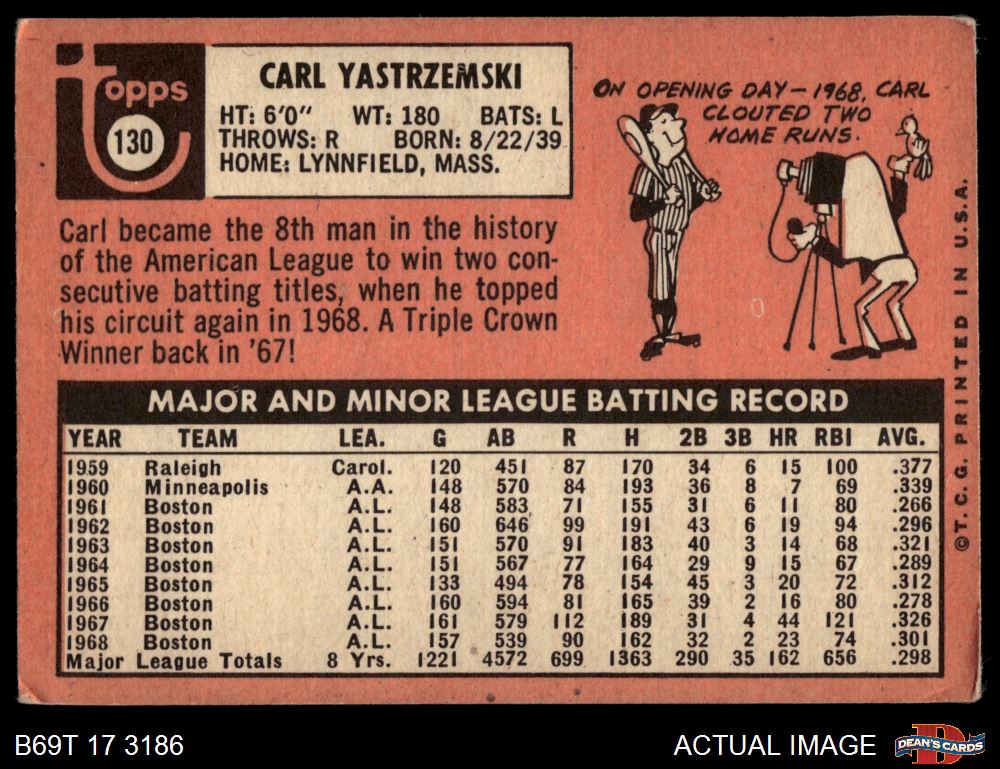 topps
130
CARL YASTRZEMSKI
HT: 6'0" WT: 180 BATS: L
THROWS: R BORN: 8/22/39
HOME: LYNNFIELD, MASS.
ON OPENING DAY—1968, CARL
CLOUTED TWO
HOME RUNS.
Carl became the 8th man in the history
of the American League to win two con-
secutive batting titles, when he topped
his circuit again in 1968. A Triple Crown
Winner back in '67!
MAJOR AND MINOR LEAGUE BATTING RECORD
YEAR TEAM LEA. G AB R H 2B 3B HR RBI AVG.
1959 Raleigh Carol. 120 451 87 170 34 6 15 100 .377
1960 Minneapolis A.A. 148 570 84 193 36 8 7 69 .339
1961 Boston A.L. 148 583 71 155 31 6 11 80 .266
1962 Boston A.L. 160 646 99 191 43 6 19 94 .296
1963 Boston A.L. 151 570 91 183 40 3 14 68 .321
1964 Boston A.L. 151 567 77 164 29 9 15 67 .289
1965 Boston A.L. 133 494 78 154 45 3 20 72 .312
1966 Boston A.L. 160 594 81 165 39 2 16 80 .278
1967 Boston A.L. 161 579 112 189 31 4 44 121 .326
1968 Boston A.L. 157 539 90 162 32 2 23 74 .301
Major League Totals 8 Yrs. 1221 4572 699 1363 290 35 162 656 .298
©T. C. G. PRINTED IN U.S.A.
B69T 17 3186
ACTUAL IMAGE
D
DEAN'S CARDS